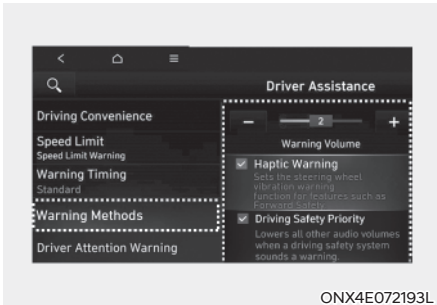 Driver Assistance
Driving Convenience
Speed Limit
Speed Limit Warning
Warning Timing
Standard
Warning Methods
Driver Attention Warning
− 2 +
Warning Volume
Haptic Warning
Sets the steering wheel
vibration warning
function for features such as
Forward Safety
Driving Safety Priority
Lowers all other audio volumes
when a driving safety system
sounds a warning.
ONX4E072193L